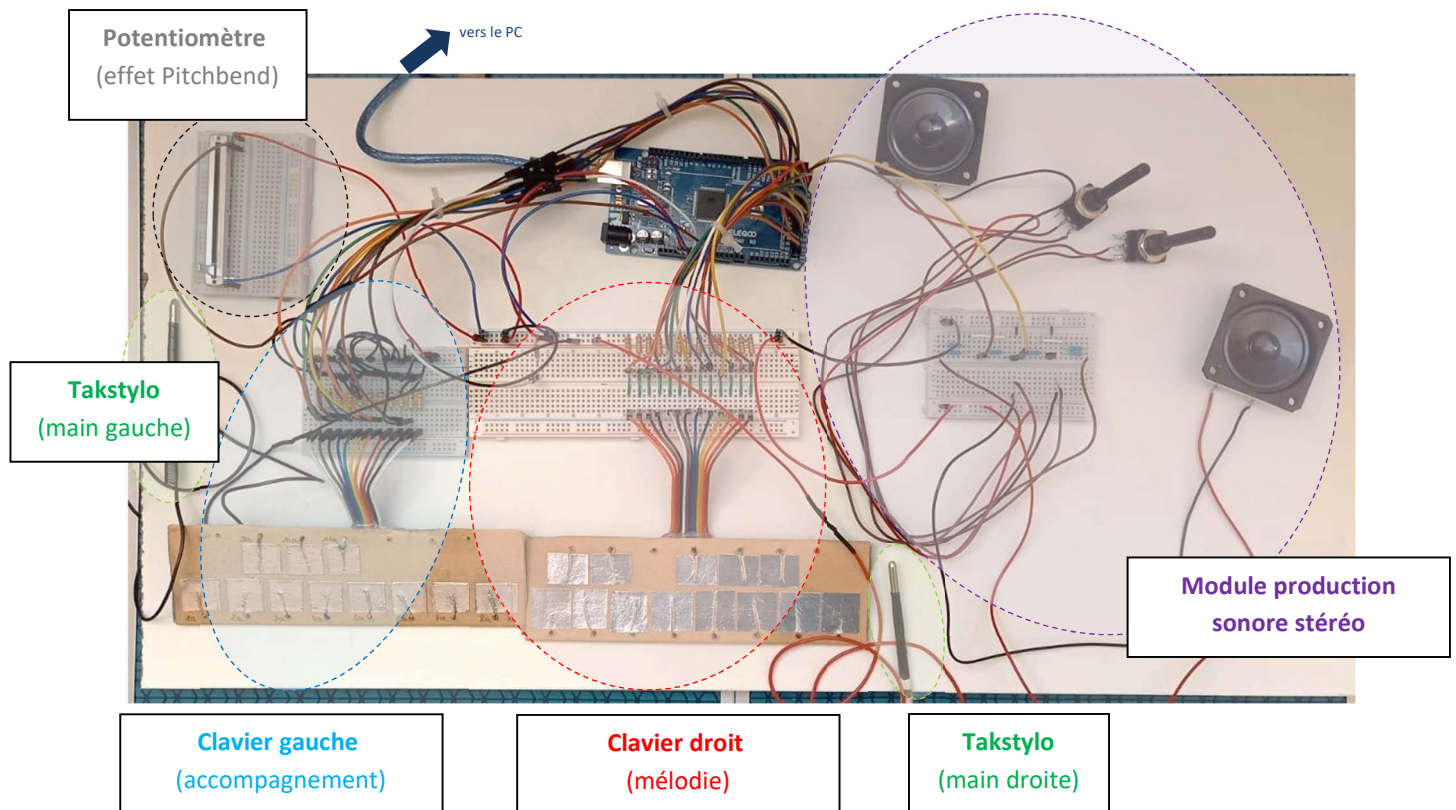 Potentiomètre
(effet Pitchbend)
vers le PC
ELEGOO
Takstylo
(main gauche)
Module production
sonore stéréo
Clavier gauche
(accompagnement)
Clavier droit
(mélodie)
Takstylo
(main droite)